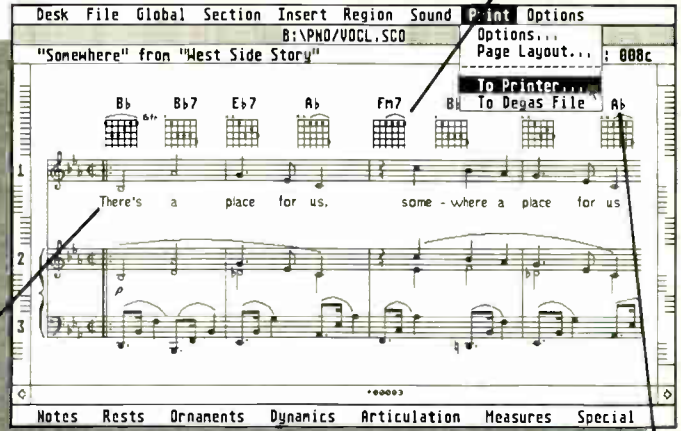 Desk File Global Section Insert Region Sound Print Options
B:\PNO/VOCL.SCO
Options...
"Somewhere" from "West Side Story"
Page Layout...
: 008c
To Printer...
To Degas File
Bb Bb7 Eb7 Ab Fm7 Ab
1
There's a place for us, some - where a place for us
2
p
3
*00003
Notes Rests Ornaments Dynamics Articulation Measures Special